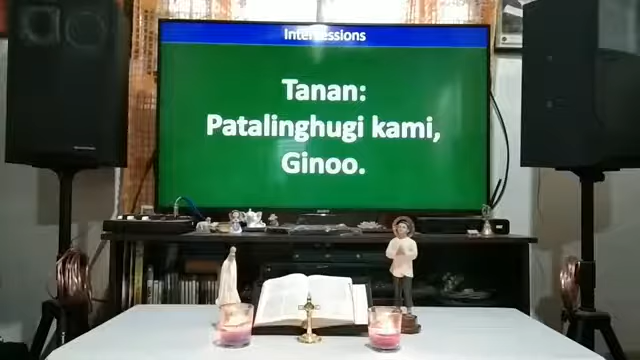 Intercessions
Tanan:
Patalinghugi kami,
Ginoo.